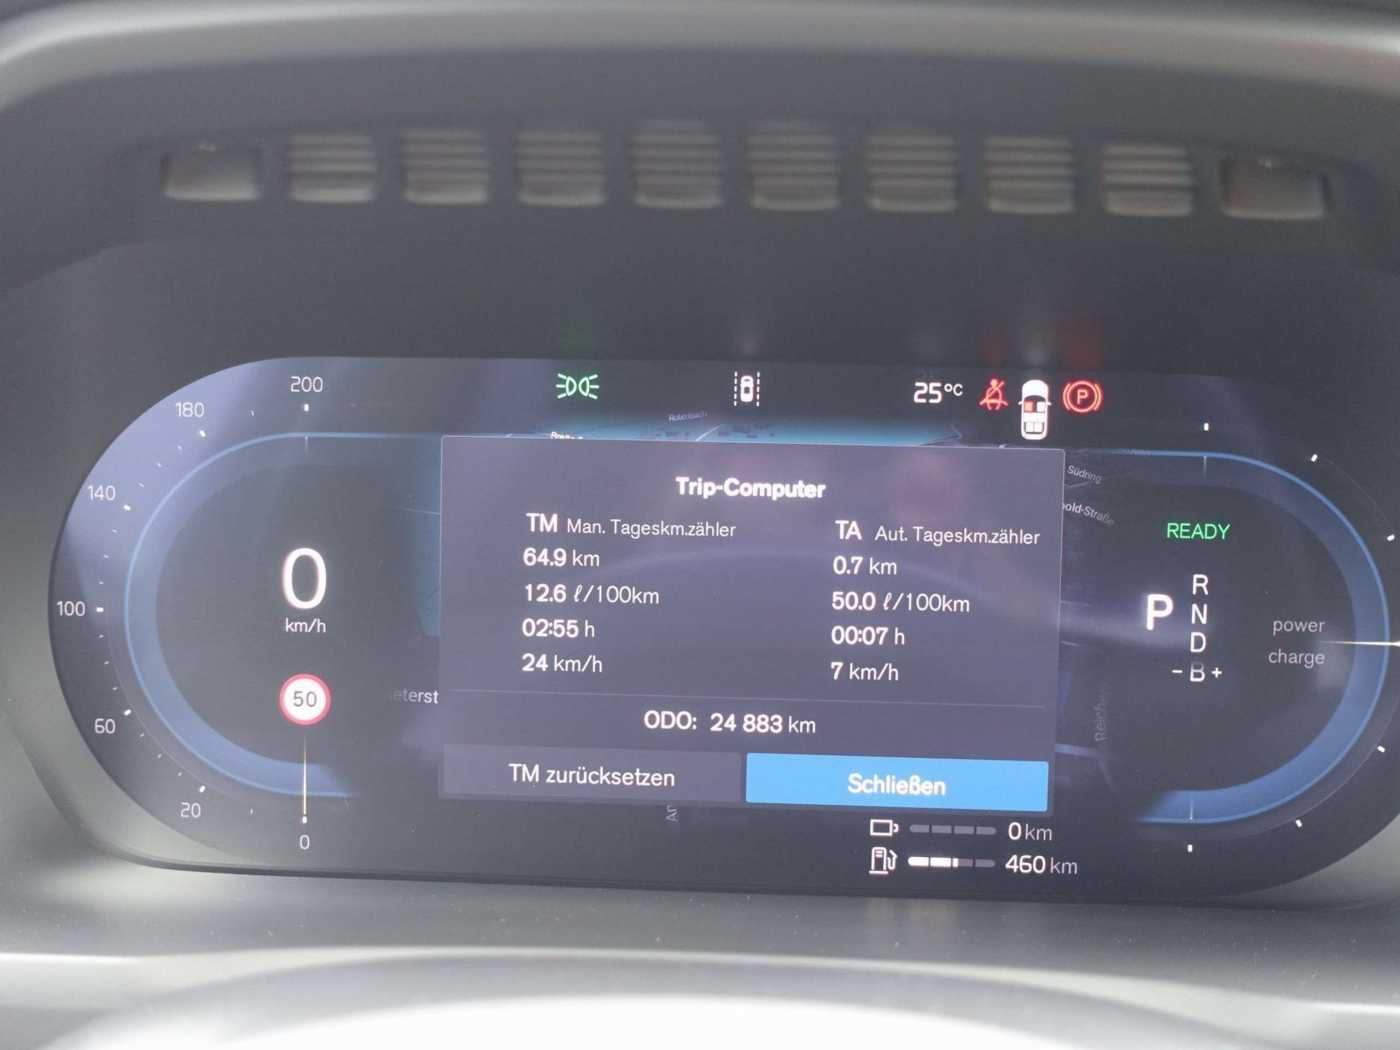 200
180
140
100
60
20
0
0
km/h
50
25°C
P
Südring
READY
Trip-Computer
TM Man. Tageskm.zähler
64.9 km
12.6 ℓ/100km
02:55 h
24 km/h
TA Aut. Tageskm.zähler
0.7 km
50.0 ℓ/100km
00:07 h
7 km/h
ODO: 24 883 km
TM zurücksetzen
Schließen
P
R
N
D
- B +
power
charge
0 km
460 km